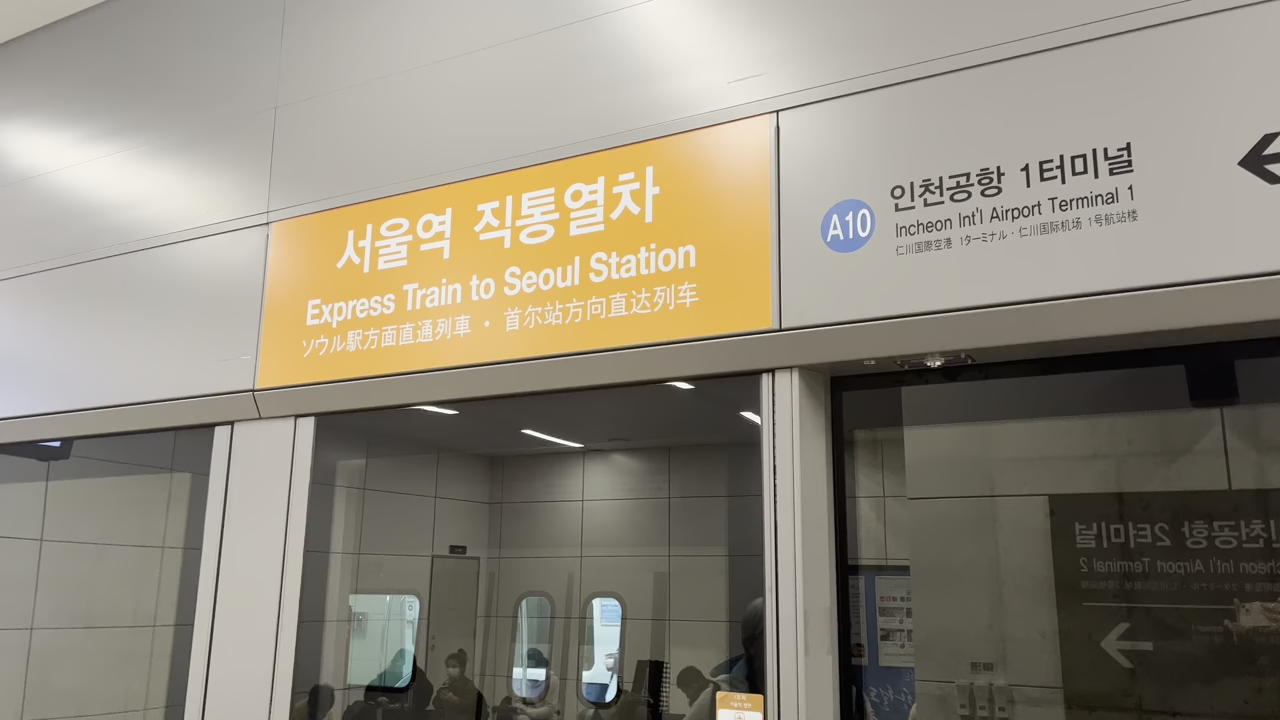 서울역 직통열차
Express Train to Seoul Station
ソウル駅方面直通列車 · 首尔站方向直达列车
A10
인천공항 1터미널
Incheon Int'l Airport Terminal 1
仁川国際空港 1ターミナル · 仁川国际机场 1号航站楼
인천공항 2터미널
cheon Int'l Airport Terminal 2